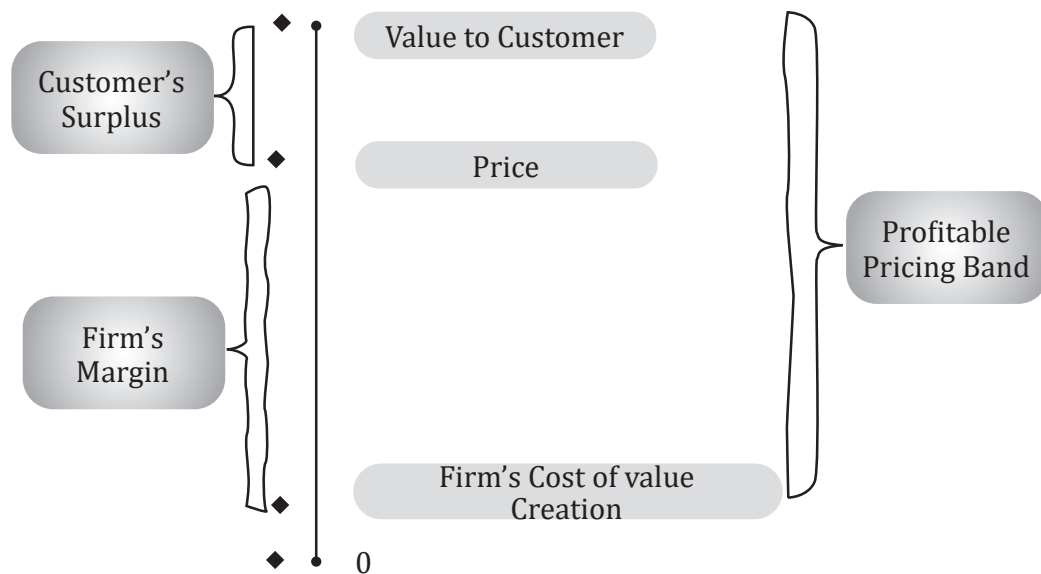 Value to Customer
Customer’s
Surplus
Price
Profitable
Pricing Band
Firm’s
Margin
Firm’s Cost of value
Creation
0